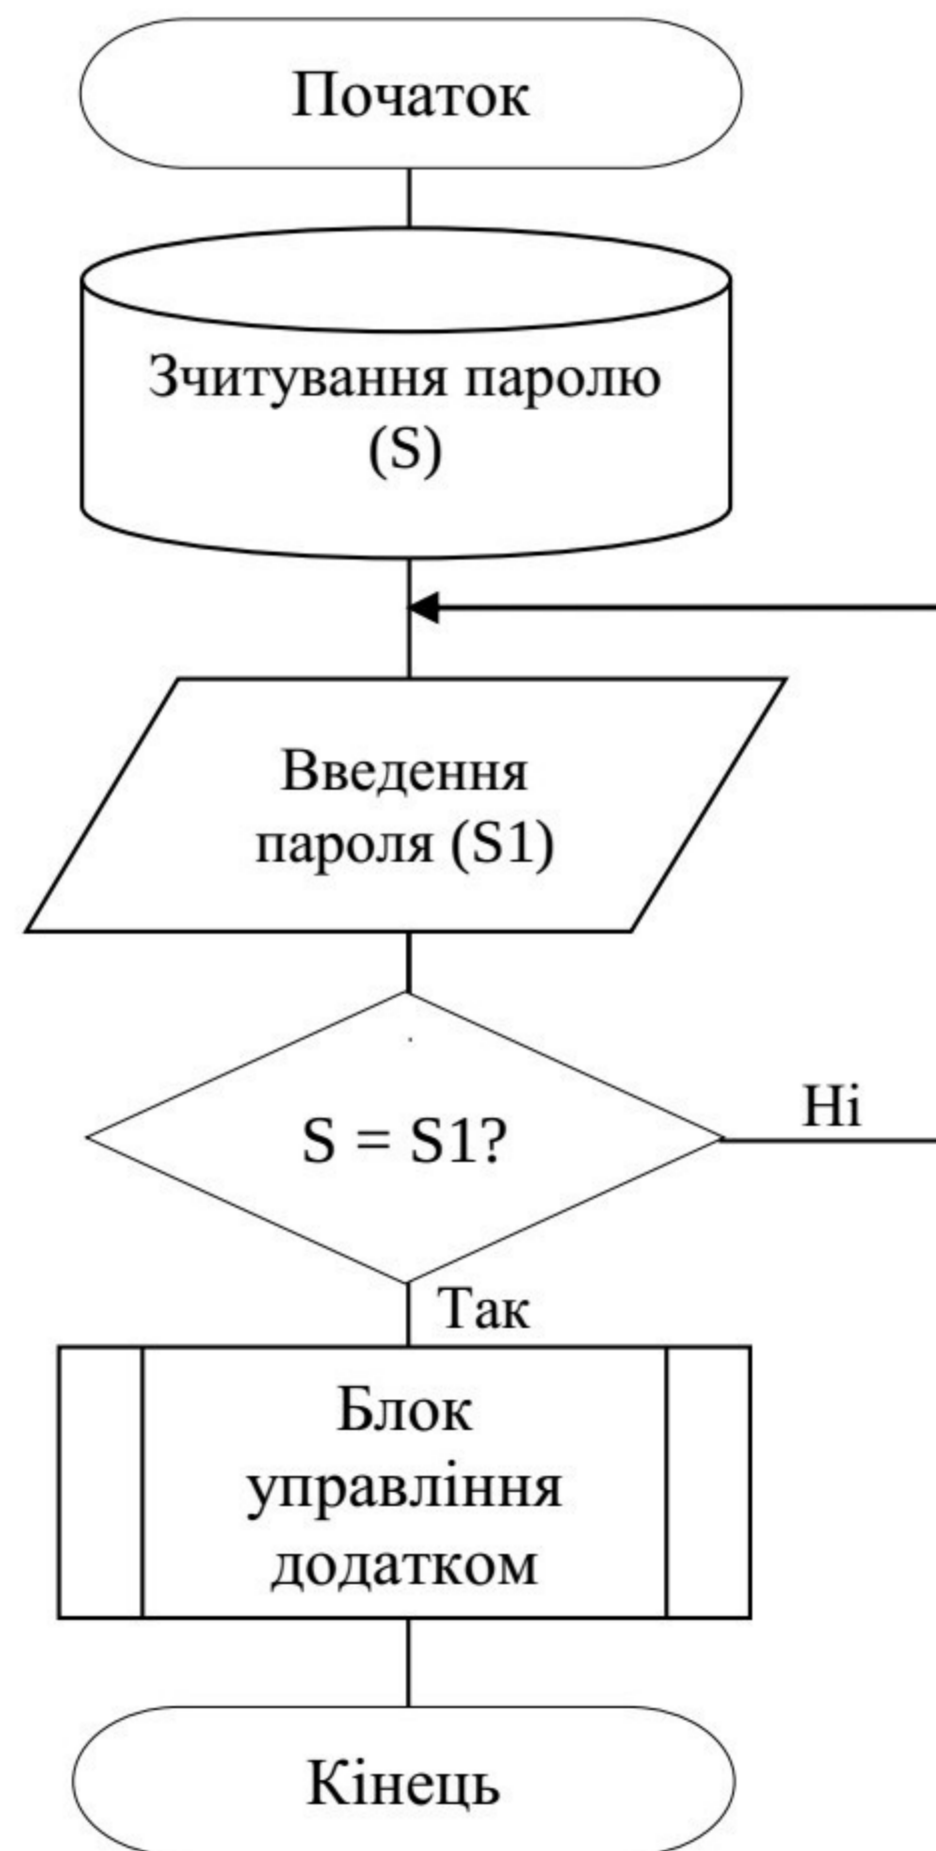 Початок
Зчитування паролю
(S)
Введення
пароля (S1)
S = S1?
Ні
Так
Блок
управління
додатком
Кінець